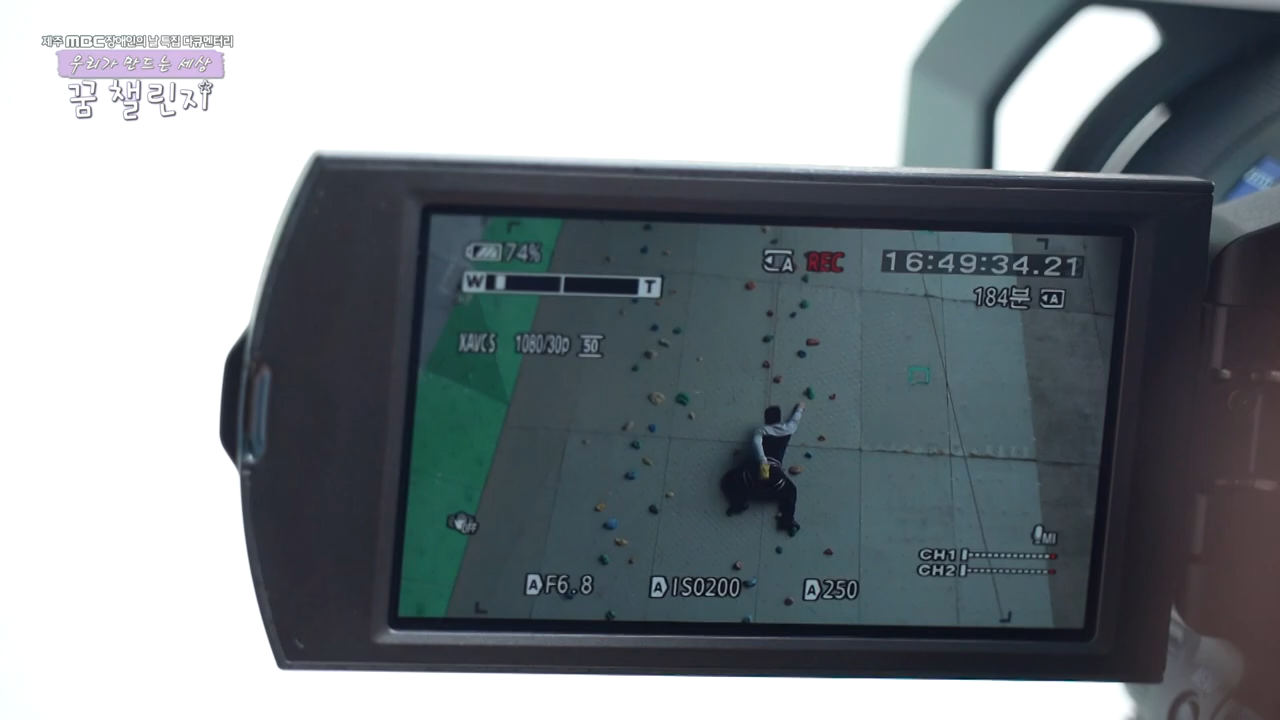 제주 MBC 장애인의 날 특집 다큐멘터리
우리가 만드는 세상
꿈 챌린지
74%
A REC 16:49:34.21
W T
184분 A
XAVC S 1080/30p 50
OFF
MI
CH1
CH2
A F6.8 A ISO200 A 250